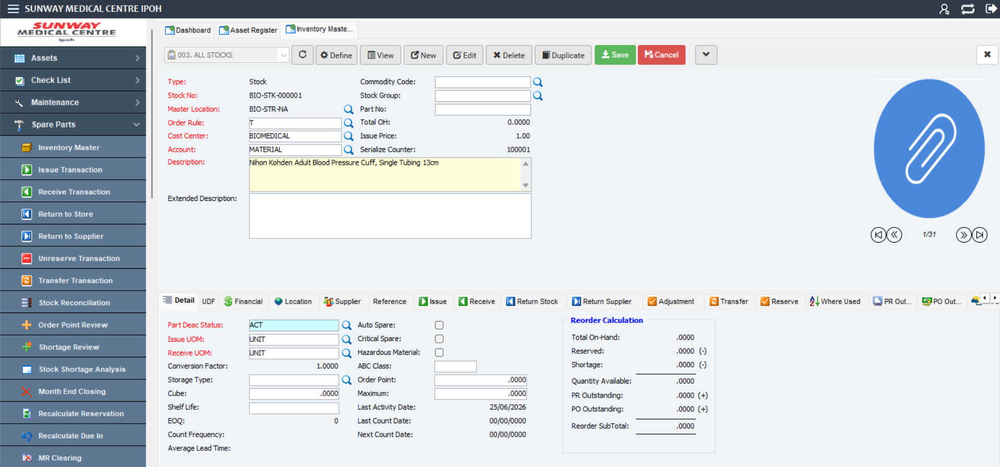 SUNWAY MEDICAL CENTRE IPOH
SUNWAY
MEDICAL CENTRE
Ipoh
Assets
Check List
Maintenance
Spare Parts
Inventory Master
Issue Transaction
Receive Transaction
Return to Store
Return to Supplier
Unreserve Transaction
Transfer Transaction
Stock Reconciliation
Order Point Review
Shortage Review
Stock Shortage Analysis
Month End Closing
Recalculate Reservation
Recalculate Due In
MR Clearing
Dashboard Asset Register Inventory Maste...
003. ALL STOCKS Define View New Edit Delete Duplicate Save Cancel
Type: Stock Commodity Code:
Stock No: BIO-STK-000001 Stock Group:
Master Location: BIO-STR-NA Part No:
Order Rule: T Total OH: 0.0000
Cost Center: BIOMEDICAL Issue Price: 1.00
Account: MATERIAL Serialize Counter: 100001
Description: Nihon Kohden Adult Blood Pressure Cuff, Single Tubing 13cm
Extended Description:
1/31
Detail UDF Financial Location Supplier Reference Issue Receive Return Stock Return Supplier Adjustment Transfer Reserve Where Used PR Out... PO Out...
Part Deac Status: ACT Auto Spare:
Issue UOM: UNIT Critical Spare:
Receive UOM: UNIT Hazardous Material:
Conversion Factor: 1.0000 ABC Class:
Storage Type: Order Point: .0000
Cube: .0000 Maximum: .0000
Shelf Life: Last Activity Date: 25/06/2026
EOQ: 0 Last Count Date: 00/00/0000
Count Frequency: Next Count Date: 00/00/0000
Average Lead Time:
Reorder Calculation
Total On-Hand: .0000
Reserved: .0000 (-)
Shortage: .0000 (-)
Quantity Available: .0000
PR Outstanding: .0000 (+)
PO Outstanding: .0000 (+)
Reorder SubTotal: .0000